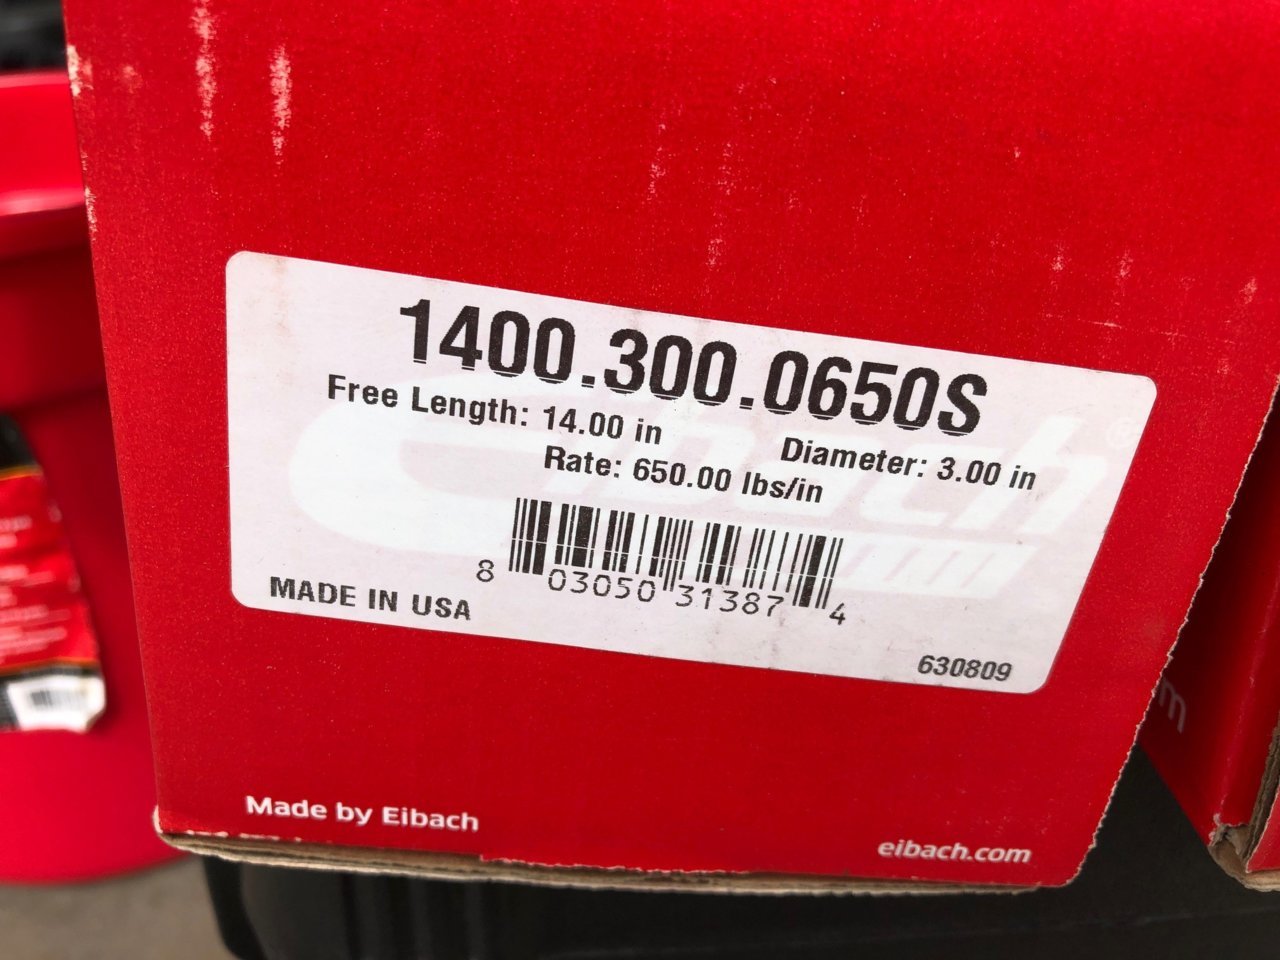 1400.300.0650S
Free Length: 14.00 in Diameter: 3.00 in
Rate: 650.00 lbs/in
8 03050 31387 4
MADE IN USA
630809
Made by Eibach
eibach.com
Eibach
m